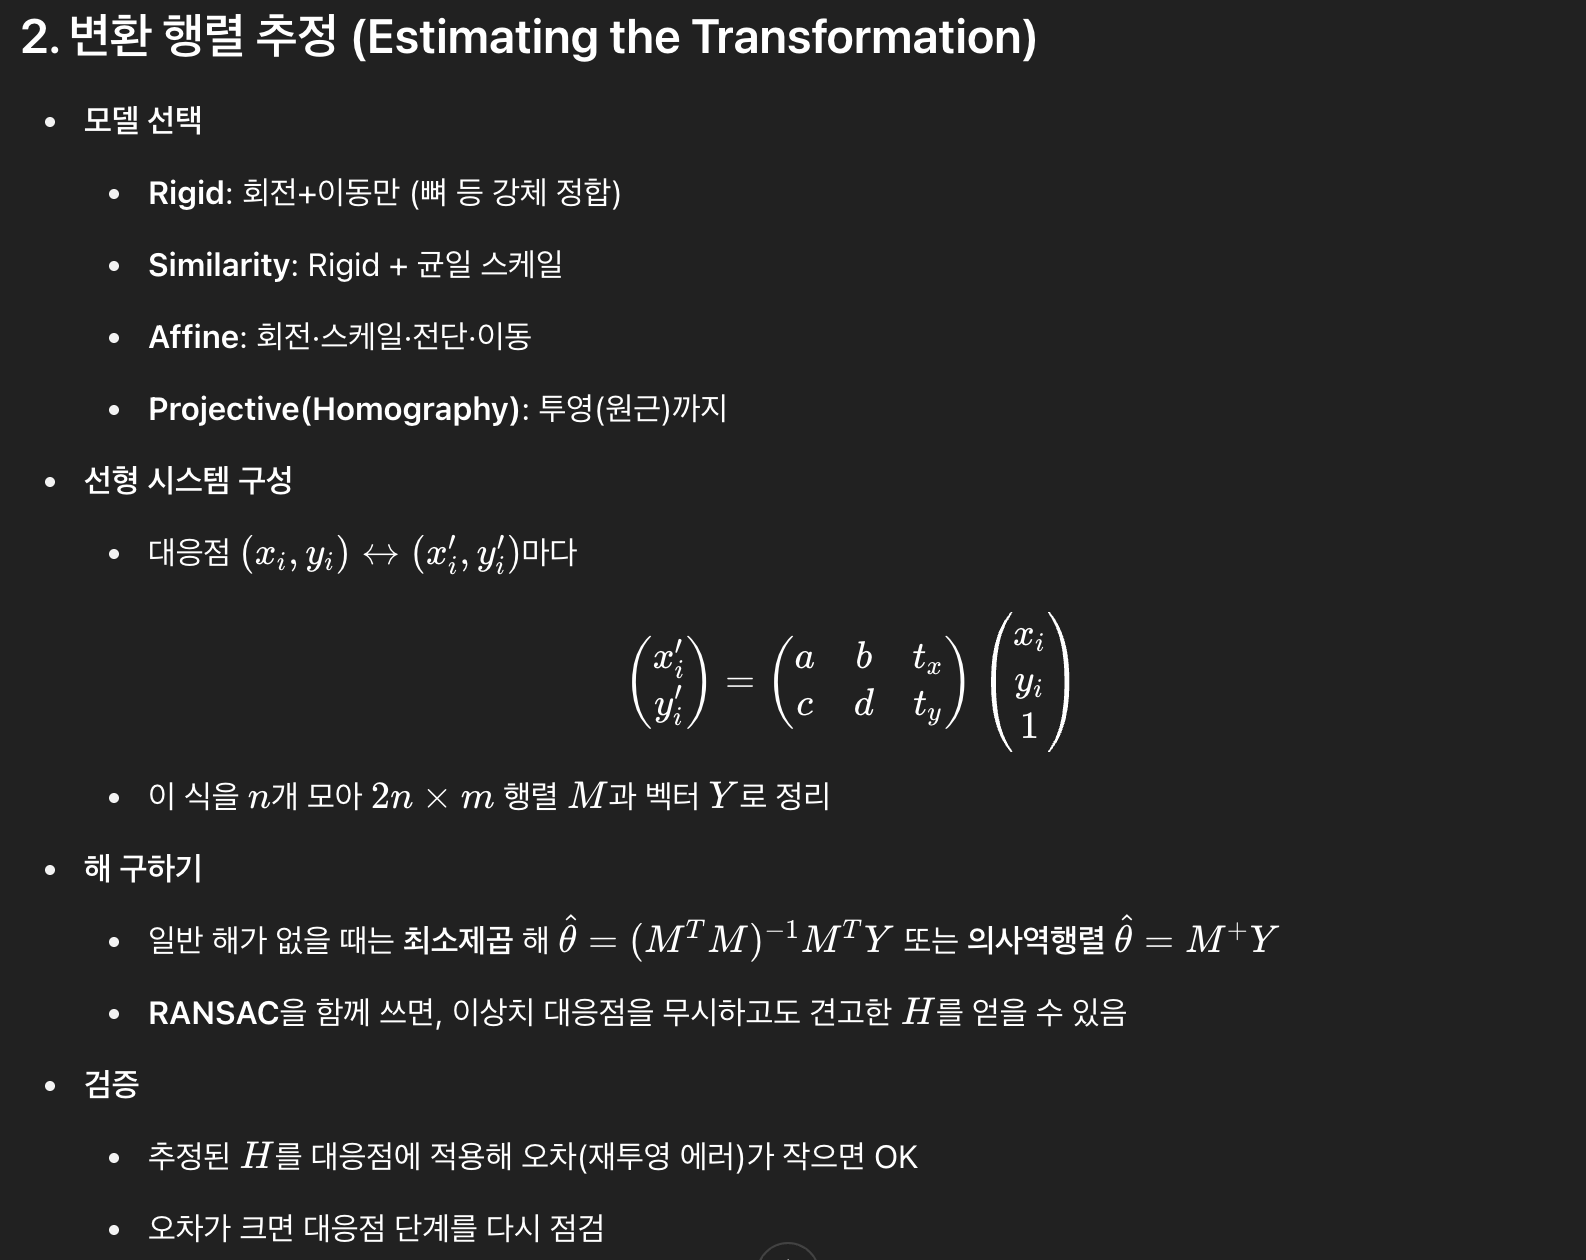 2. 변환 행렬 추정 (Estimating the Transformation)
• 모델 선택
• Rigid: 회전+이동만 (뼈 등 강체 정합)
• Similarity: Rigid + 균일 스케일
• Affine: 회전·스케일·전단·이동
• Projective(Homography): 투영(원근)까지
• 선형 시스템 구성
• 대응점 $(x_i, y_i) \leftrightarrow (x_i', y_i')$마다
$\begin{pmatrix} x_i' \\ y_i' \end{pmatrix} = \begin{pmatrix} a & b & t_x \\ c & d & t_y \end{pmatrix} \begin{pmatrix} x_i \\ y_i \\ 1 \end{pmatrix}$
• 이 식을 $n$개 모아 $2n \times m$ 행렬 $M$과 벡터 $Y$로 정리
• 해 구하기
• 일반 해가 없을 때는 최소제곱 해 $\hat{\theta} = (M^T M)^{-1} M^T Y$ 또는 의사역행렬 $\hat{\theta} = M^+ Y$
• RANSAC을 함께 쓰면, 이상치 대응점을 무시하고도 견고한 $H$를 얻을 수 있음
• 검증
• 추정된 $H$를 대응점에 적용해 오차(재투영 에러)가 작으면 OK
• 오차가 크면 대응점 단계를 다시 점검